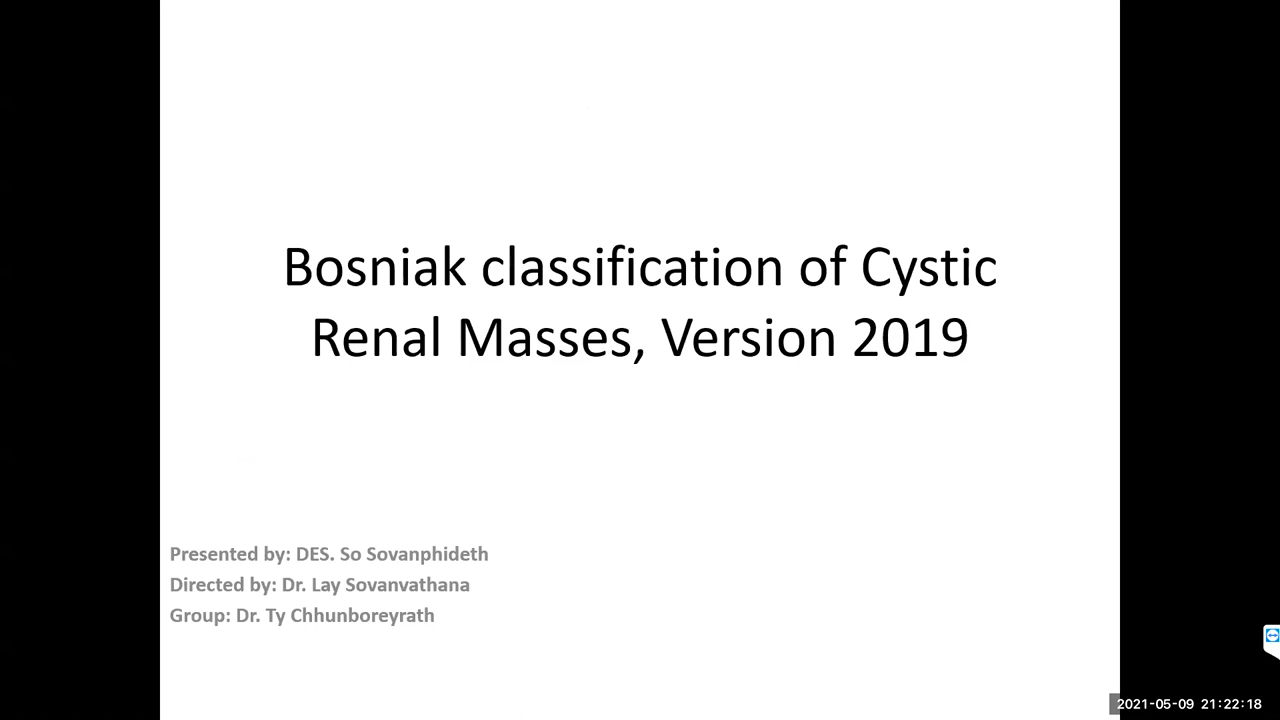 Bosniak classification of Cystic
Renal Masses, Version 2019
Presented by: DES. So Sovanphideth
Directed by: Dr. Lay Sovanvathana
Group: Dr. Ty Chhunboreyrath
2021-05-09 21:22:18